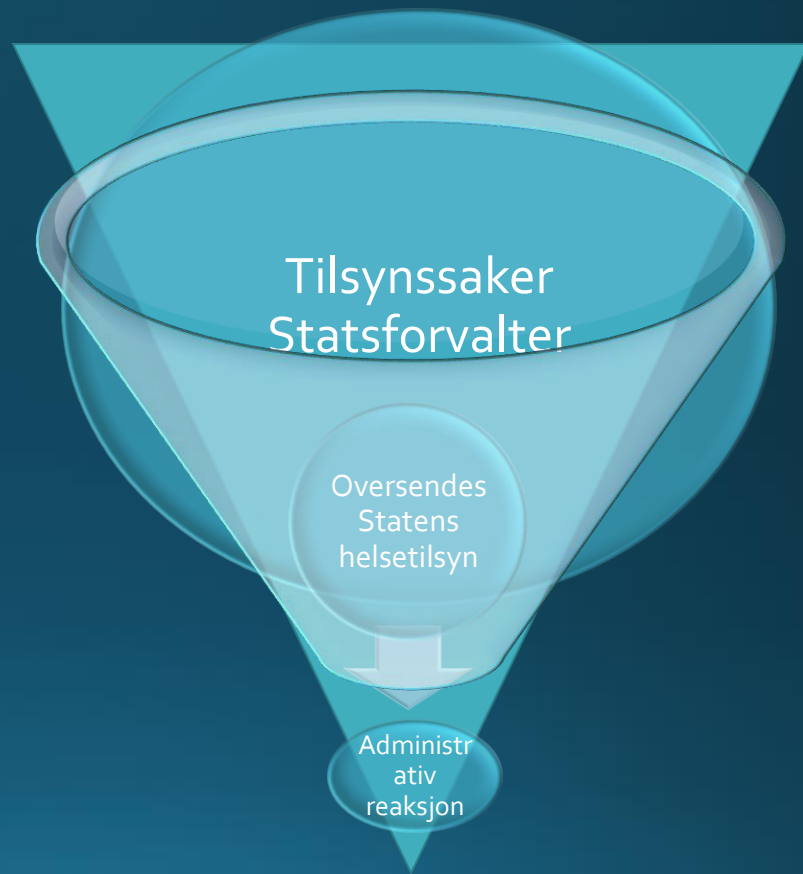 Tilsynssaker
Statsforvalter
Oversendes
Statens
helsetilsyn
Administr
ativ
reaksjon